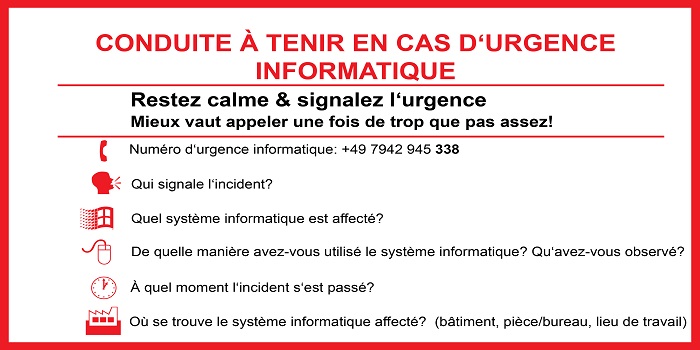 CONDUITE À TENIR EN CAS D‘URGENCE
INFORMATIQUE
Restez calme & signalez l‘urgence
Mieux vaut appeler une fois de trop que pas assez!
Numéro d‘urgence informatique: +49 7942 945 338
Qui signale l‘incident?
Quel système informatique est affecté?
De quelle manière avez-vous utilisé le système informatique? Qu‘avez-vous observé?
À quel moment l‘incident s‘est passé?
Où se trouve le système informatique affecté? (bâtiment, pièce/bureau, lieu de travail)